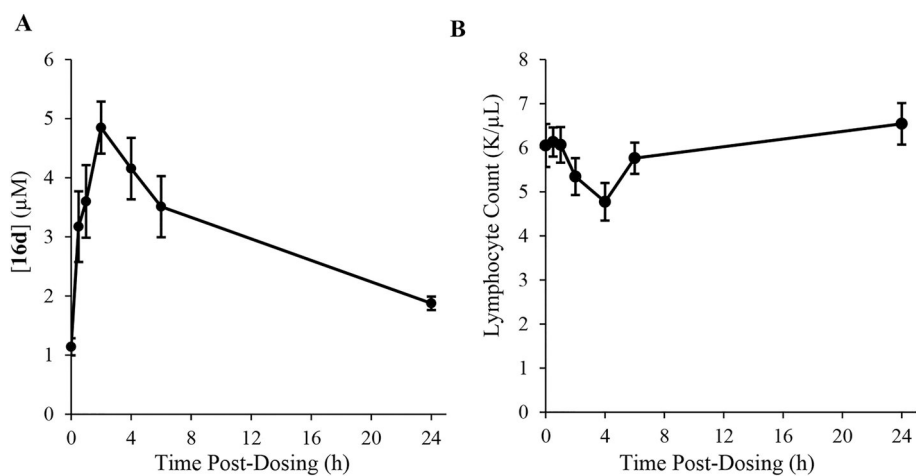 A
6
5
4
3
2
1
0
[16d] (µM)
0 4 8 12 16 20 24
Time Post-Dosing (h)
B
8
7
6
5
4
3
2
1
0
Lymphocyte Count (K/µL)
0 4 8 12 16 20 24
Time Post-Dosing (h)